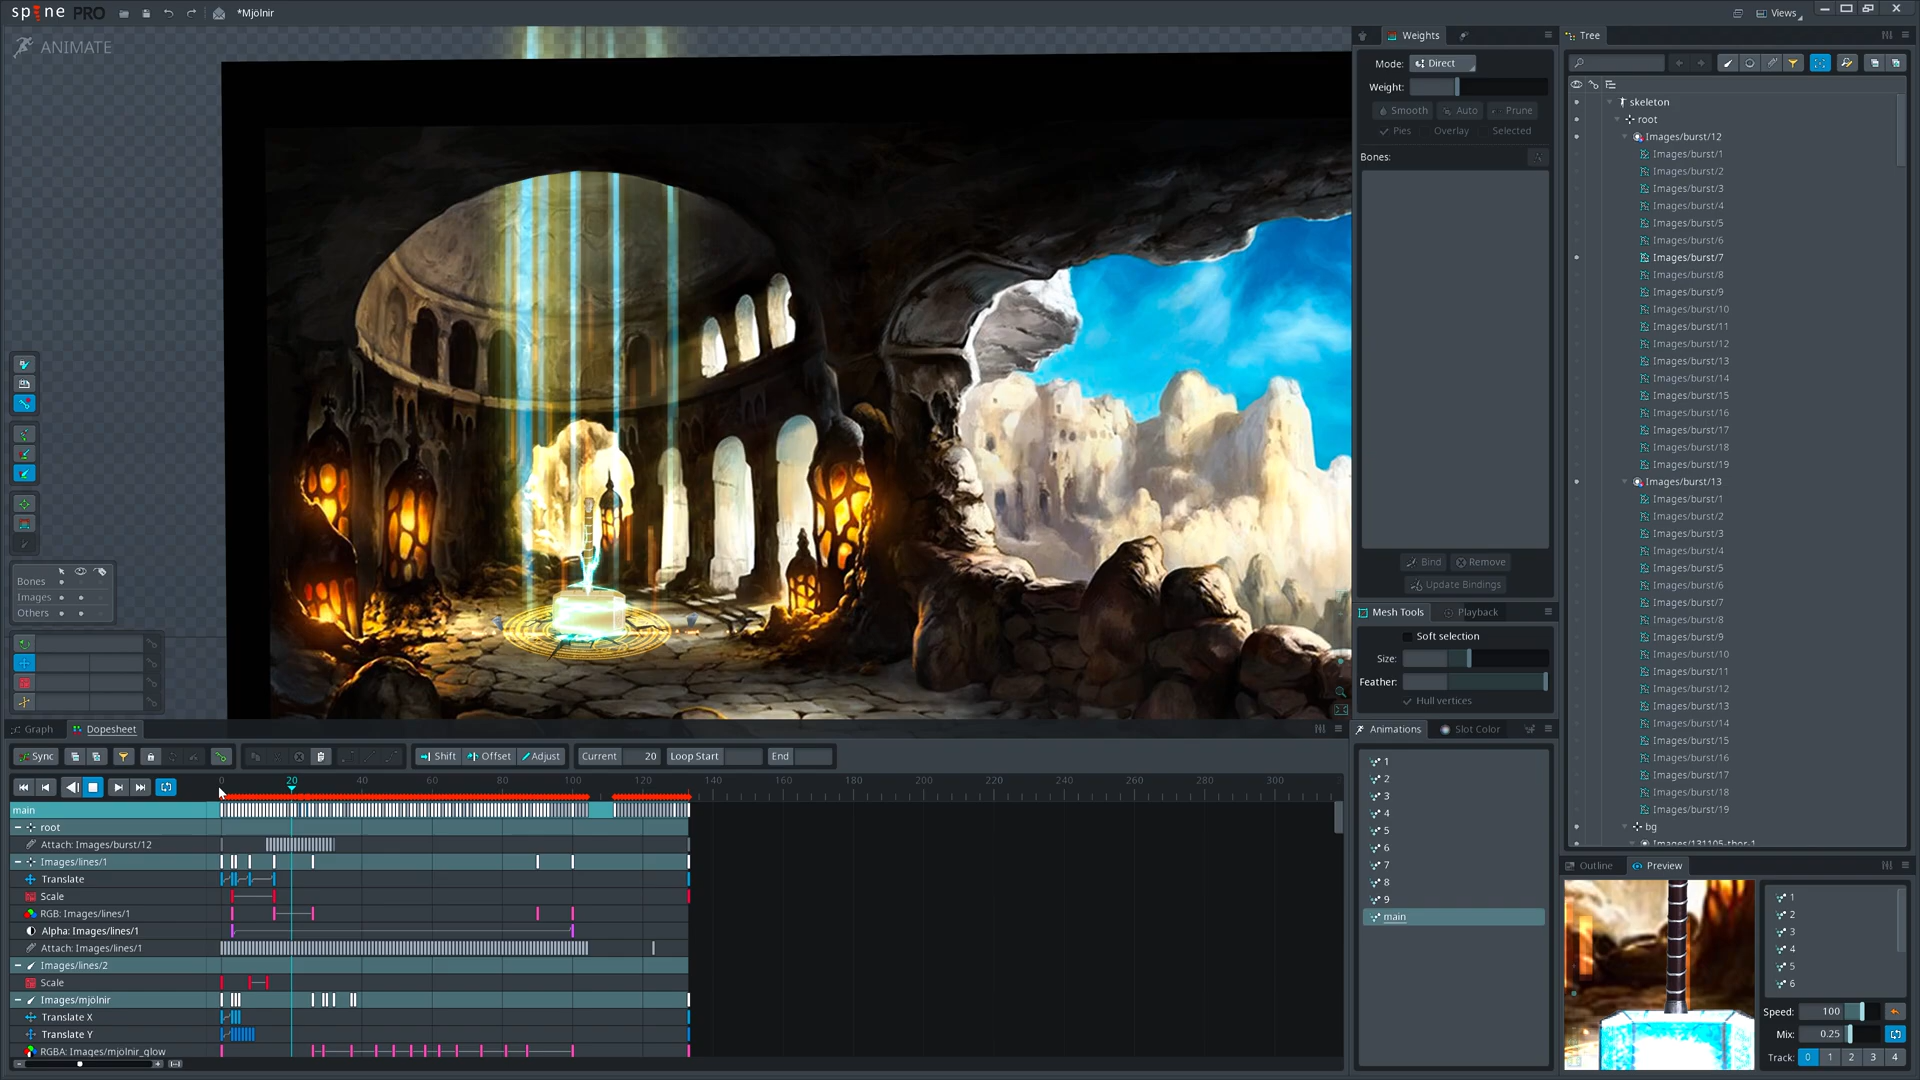 spine PRO
*Mjölnir
Views
ANIMATE
Bones
Images
Others
Weights
Mode: Direct
Weight:
Smooth Auto Prune
Pies Overlay Selected
Bones:
Bind Remove
Update Bindings
Mesh Tools Playback
Soft selection
Size:
Feather:
Hull vertices
Animations Slot Color
1
2
3
4
5
6
7
8
9
main
Tree
skeleton
root
Images/burst/12
Images/burst/1
Images/burst/2
Images/burst/3
Images/burst/4
Images/burst/5
Images/burst/6
Images/burst/7
Images/burst/8
Images/burst/9
Images/burst/10
Images/burst/11
Images/burst/12
Images/burst/13
Images/burst/14
Images/burst/15
Images/burst/16
Images/burst/17
Images/burst/18
Images/burst/19
Images/burst/13
Images/burst/1
Images/burst/2
Images/burst/3
Images/burst/4
Images/burst/5
Images/burst/6
Images/burst/7
Images/burst/8
Images/burst/9
Images/burst/10
Images/burst/11
Images/burst/12
Images/burst/13
Images/burst/14
Images/burst/15
Images/burst/16
Images/burst/17
Images/burst/18
Images/burst/19
bg
Images/131105-thor-1
Outline Preview
1
2
3
4
5
6
Speed: 100
Mix: 0.25
Track: 0 1 2 3 4
Graph Dopesheet
Sync Shift Offset Adjust Current 20 Loop Start End
0 20 40 60 80 100 120 140 160 180 200 220 240 260 280 300
main
root
Attach: Images/burst/12
Images/lines/1
Translate
Scale
RGB: Images/lines/1
Alpha: Images/lines/1
Attach: Images/lines/1
Images/lines/2
Scale
Images/mjölnir
Translate X
Translate Y
RGBA: Images/mjölnir_glow